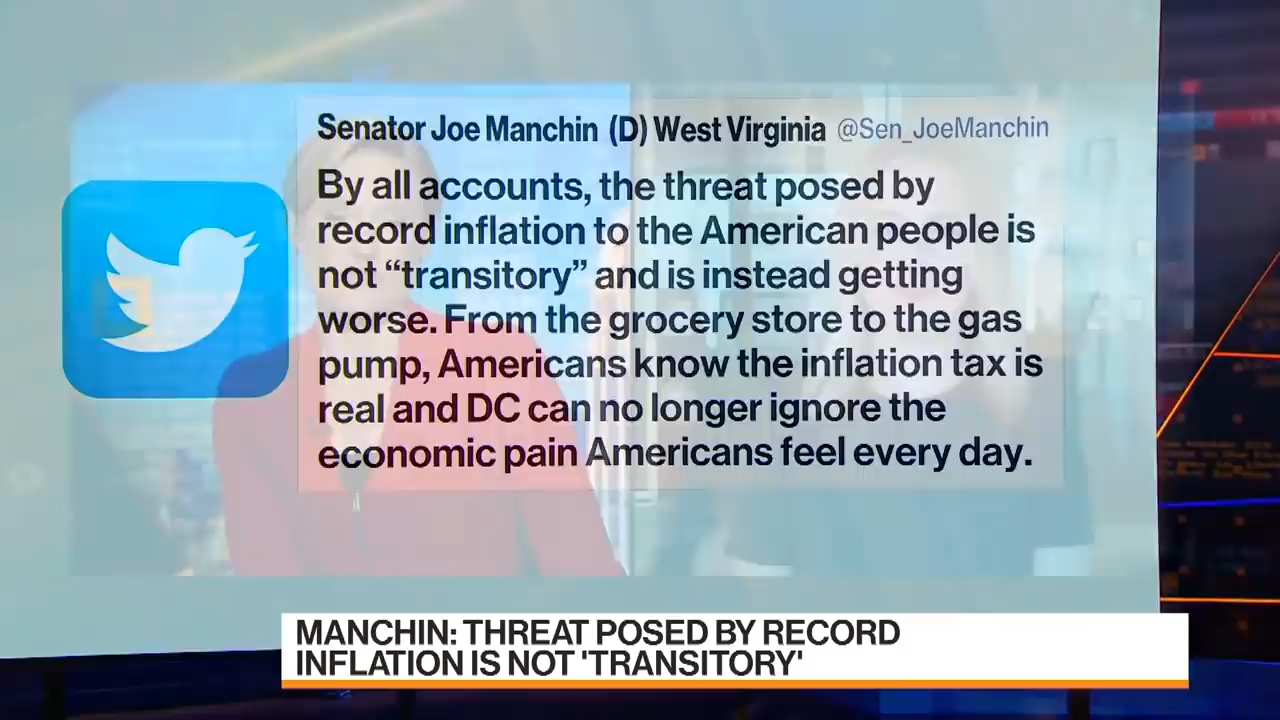 Senator Joe Manchin (D) West Virginia @Sen_JoeManchin
By all accounts, the threat posed by
record inflation to the American people is
not “transitory” and is instead getting
worse. From the grocery store to the gas
pump, Americans know the inflation tax is
real and DC can no longer ignore the
economic pain Americans feel every day.
MANCHIN: THREAT POSED BY RECORD
INFLATION IS NOT 'TRANSITORY'